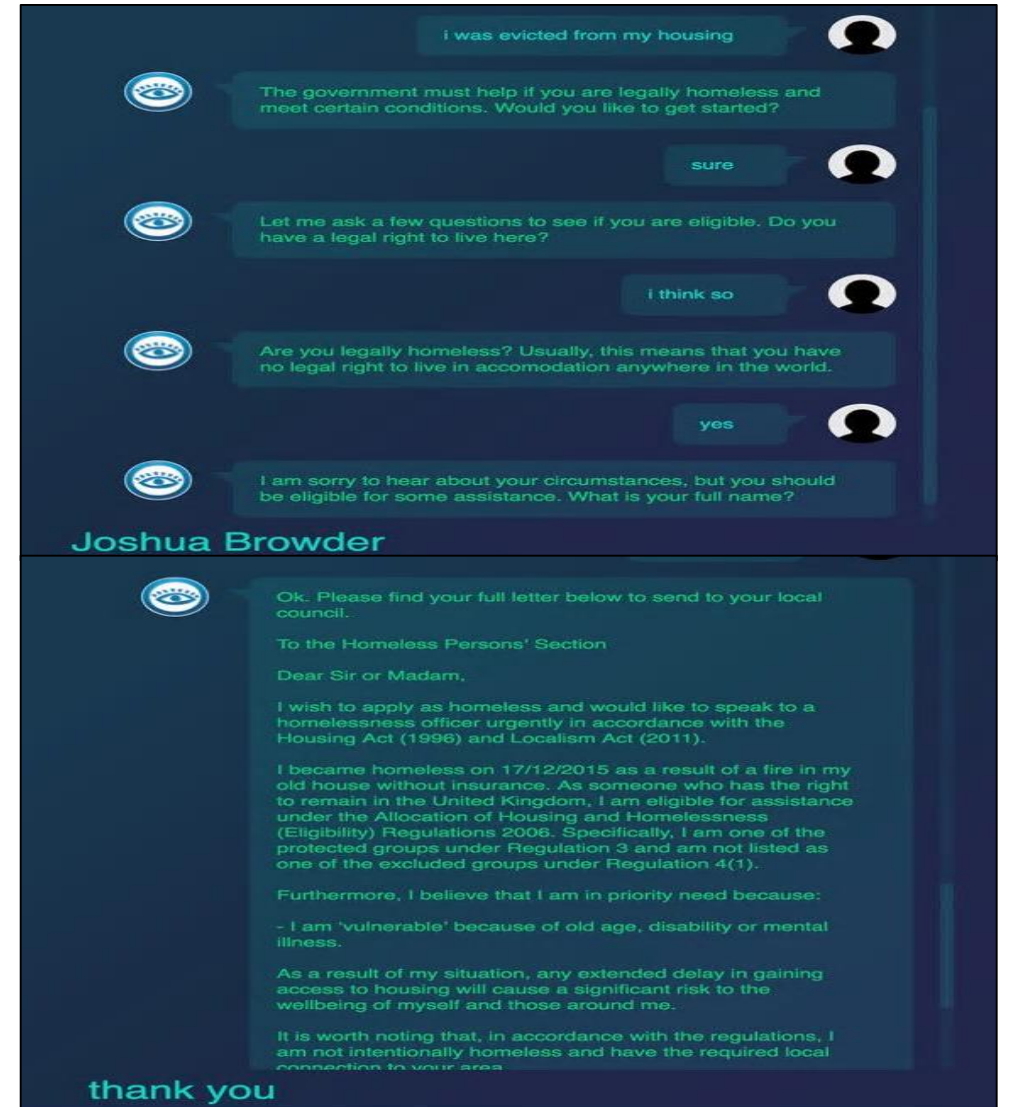 i was evicted from my housing
The government must help if you are legally homeless and
meet certain conditions. Would you like to get started?
sure
Let me ask a few questions to see if you are eligible. Do you
have a legal right to live here?
i think so
Are you legally homeless? Usually, this means that you have
no legal right to live in accomodation anywhere in the world.
yes
I am sorry to hear about your circumstances, but you should
be eligible for some assistance. What is your full name?
Joshua Browder
Ok. Please find your full letter below to send to your local
council.
To the Homeless Persons' Section
Dear Sir or Madam,
I wish to apply as homeless and would like to speak to a
homelessness officer urgently in accordance with the
Housing Act (1996) and Localism Act (2011).
I became homeless on 17/12/2015 as a result of a fire in my
old house without insurance. As someone who has the right
to remain in the United Kingdom, I am eligible for assistance
under the Allocation of Housing and Homelessness
(Eligibility) Regulations 2006. Specifically, I am one of the
protected groups under Regulation 3 and am not listed as
one of the excluded groups under Regulation 4(1).
Furthermore, I believe that I am in priority need because:
- I am 'vulnerable' because of old age, disability or mental
illness.
As a result of my situation, any extended delay in gaining
access to housing will cause a significant risk to the
wellbeing of myself and those around me.
It is worth noting that, in accordance with the regulations, I
am not intentionally homeless and have the required local
connection to your area
thank you